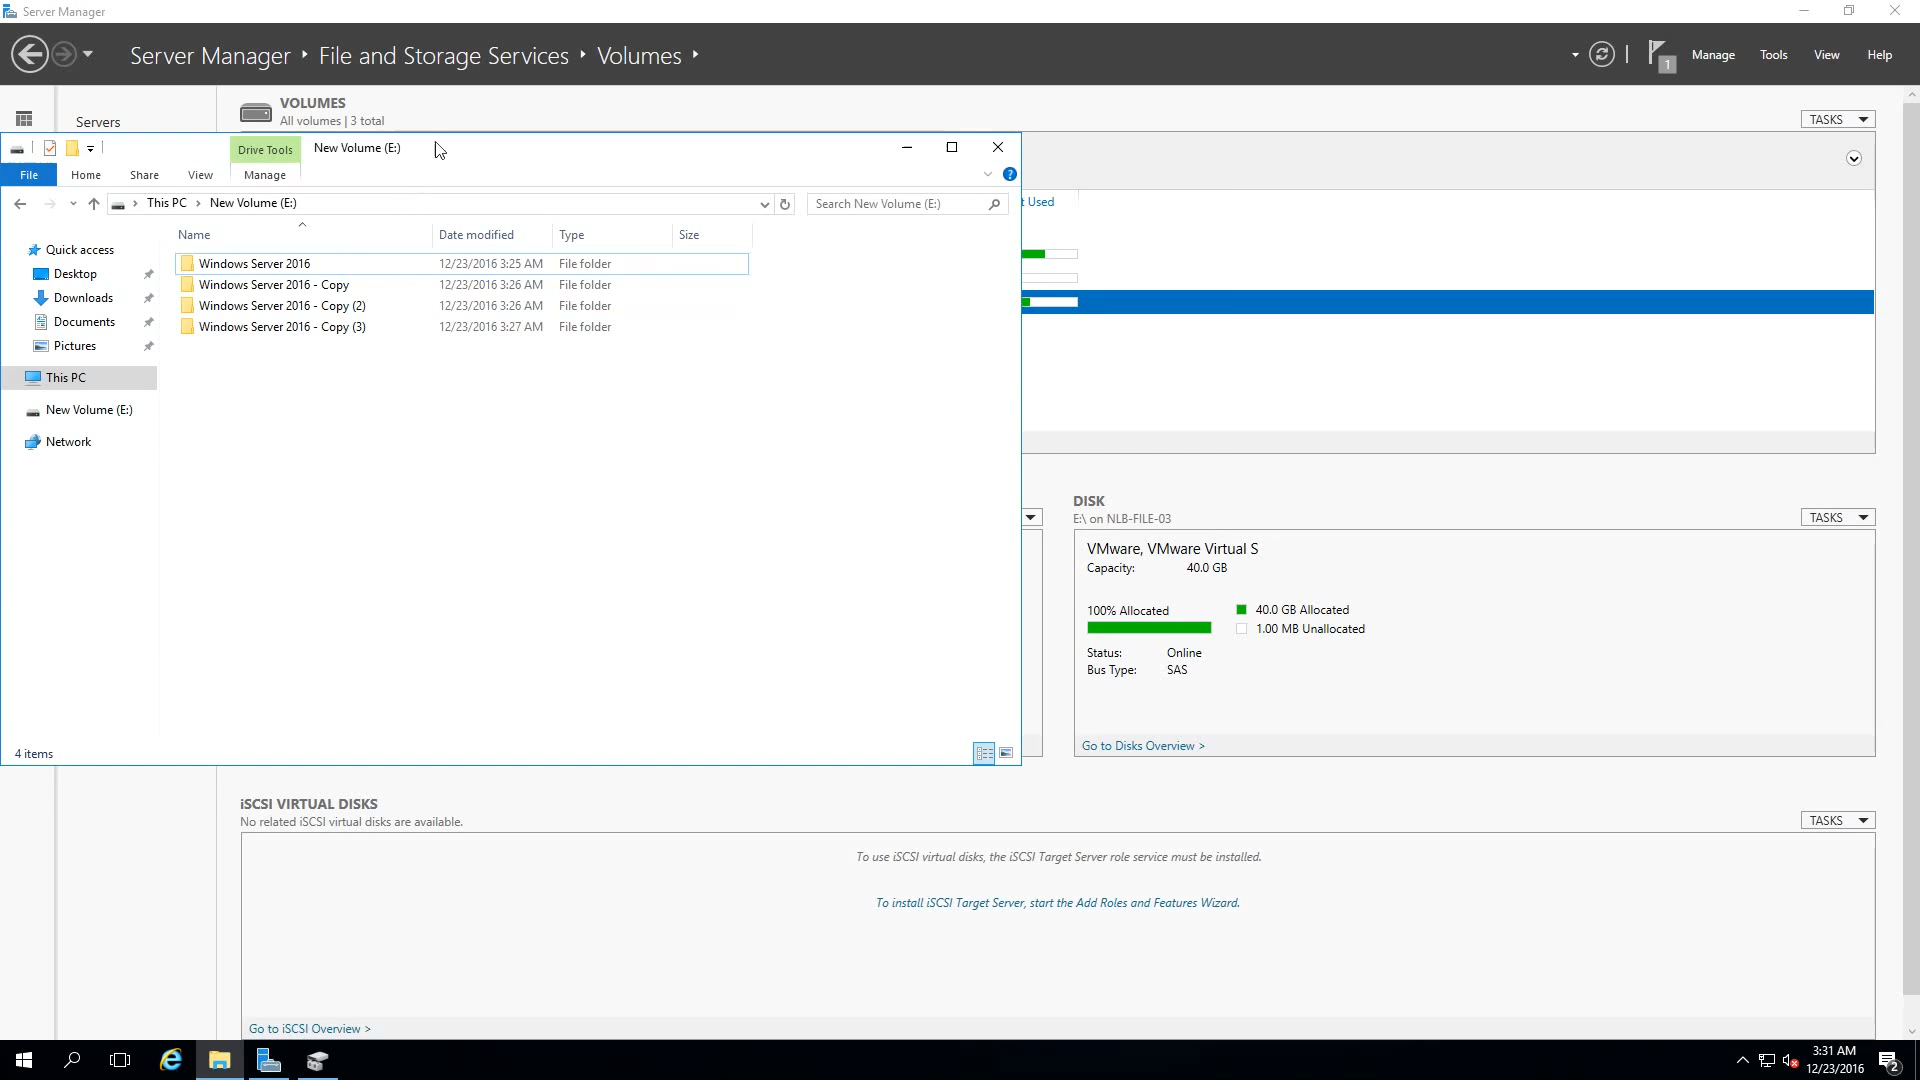 Server Manager
Server Manager ‣ File and Storage Services ‣ Volumes ‣
1
Manage
Tools
View
Help
Servers
VOLUMES
All volumes | 3 total
TASKS
Drive Tools
New Volume (E:)
File
Home
Share
View
Manage
This PC
New Volume (E:)
Search New Volume (E:)
Name
Date modified
Type
Size
Windows Server 2016 12/23/2016 3:25 AM File folder
Windows Server 2016 - Copy 12/23/2016 3:26 AM File folder
Windows Server 2016 - Copy (2) 12/23/2016 3:26 AM File folder
Windows Server 2016 - Copy (3) 12/23/2016 3:27 AM File folder
Quick access
Desktop
Downloads
Documents
Pictures
This PC
New Volume (E:)
Network
4 items
Used
DISK
E:\ on NLB-FILE-03
TASKS
VMware, VMware Virtual S
Capacity: 40.0 GB
100% Allocated
40.0 GB Allocated
1.00 MB Unallocated
Status: Online
Bus Type: SAS
Go to Disks Overview >
iSCSI VIRTUAL DISKS
No related iSCSI virtual disks are available.
TASKS
To use iSCSI virtual disks, the iSCSI Target Server role service must be installed.
To install iSCSI Target Server, start the Add Roles and Features Wizard.
Go to iSCSI Overview >
3:31 AM
12/23/2016
2